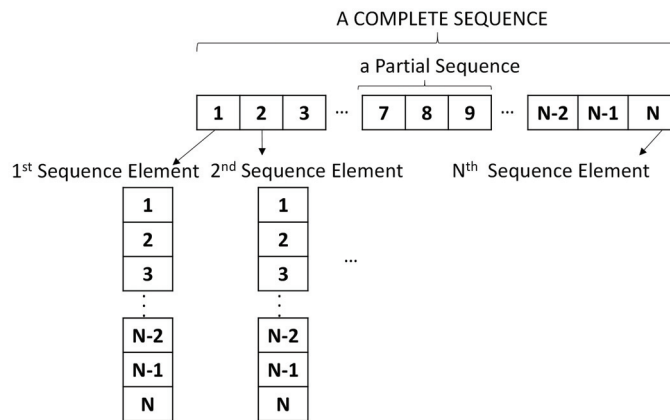 A COMPLETE SEQUENCE
a Partial Sequence
1 2 3 ... 7 8 9 ... N-2 N-1 N
1st Sequence Element 2nd Sequence Element Nth Sequence Element
1 1
2 2
3 3 ...
⋮ ⋮
N-2 N-2
N-1 N-1
N N